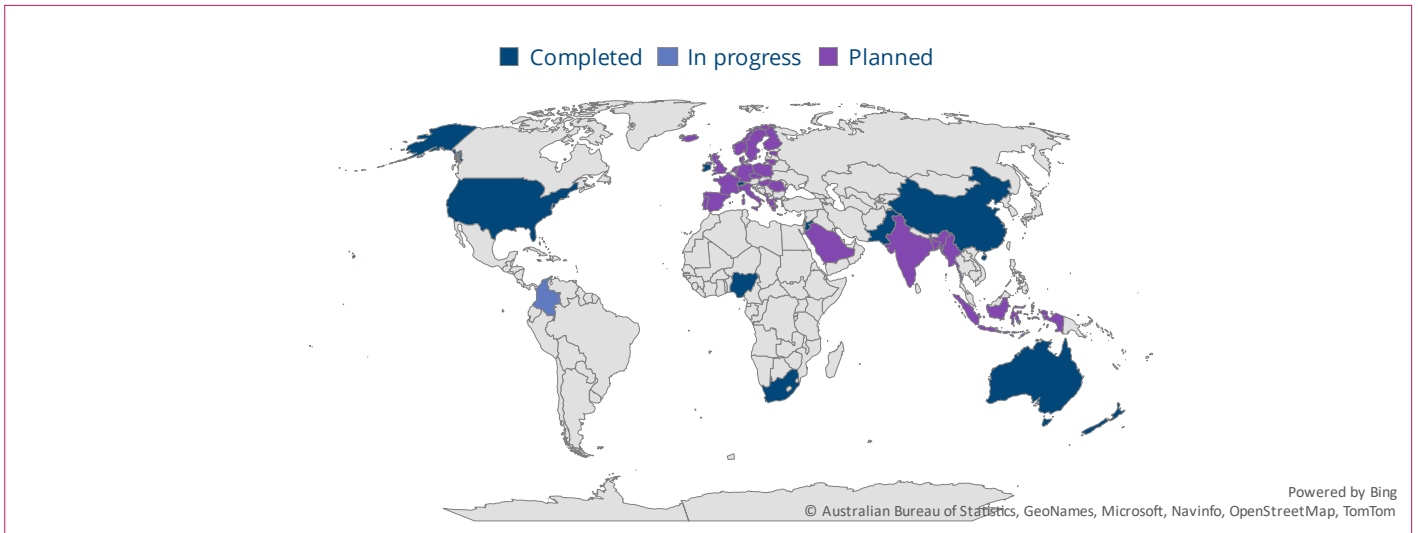 Completed In progress Planned
Powered by Bing
© Australian Bureau of Statistics, GeoNames, Microsoft, Navinfo, OpenStreetMap, TomTom